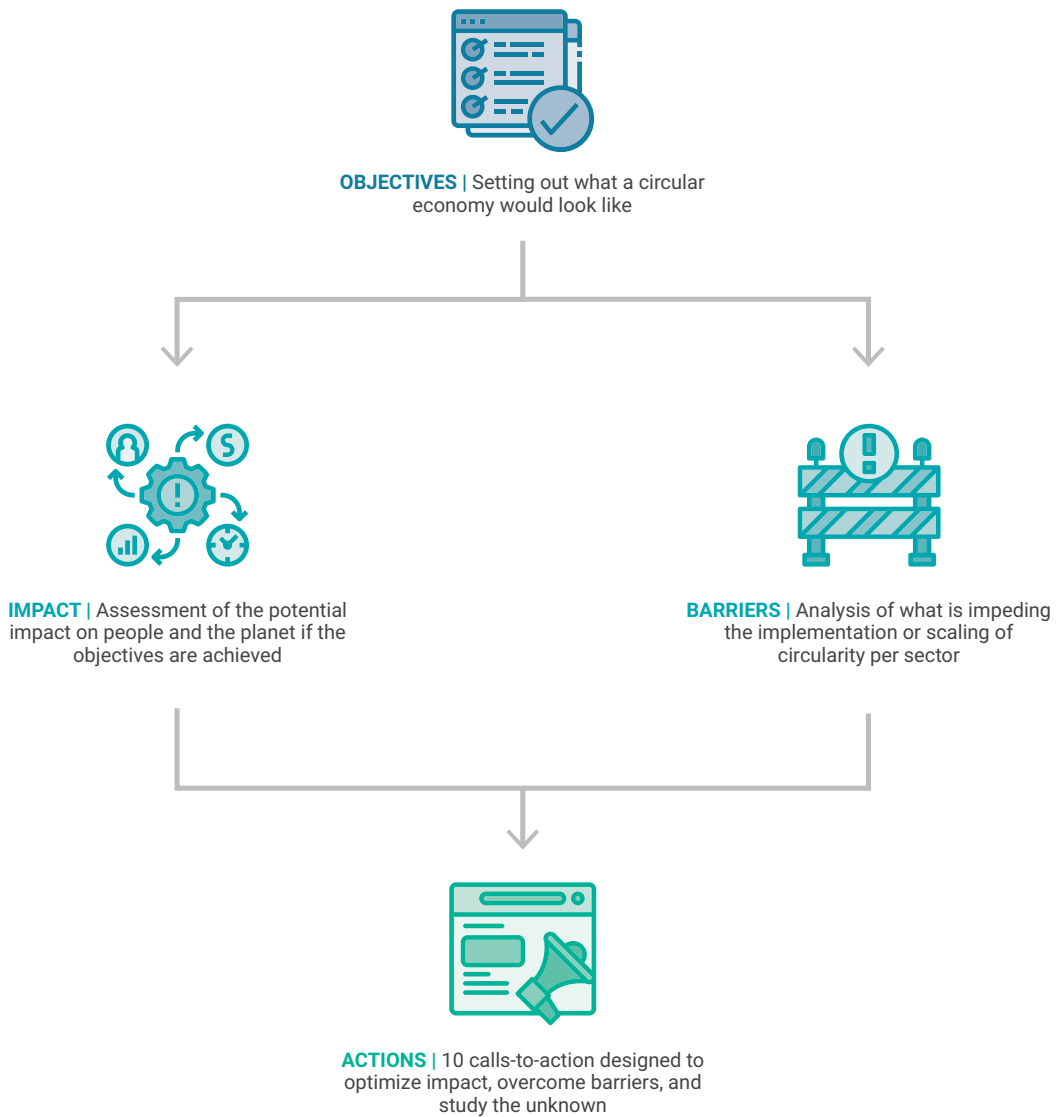 OBJECTIVES | Setting out what a circular
economy would look like
IMPACT | Assessment of the potential
impact on people and the planet if the
objectives are achieved
BARRIERS | Analysis of what is impeding
the implementation or scaling of
circularity per sector
ACTIONS | 10 calls-to-action designed to
optimize impact, overcome barriers, and
study the unknown